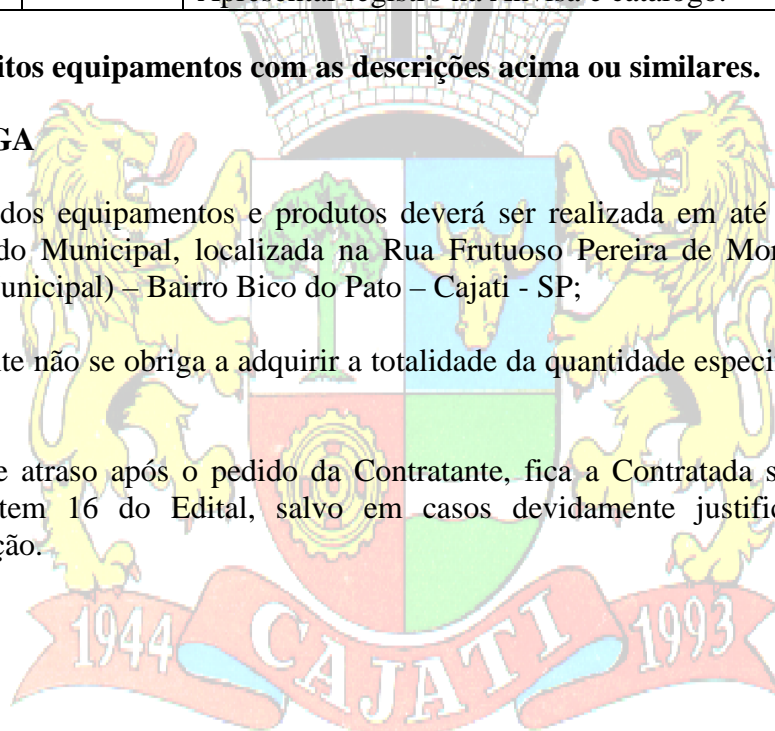 Apresentar registro na Anvisa e catálogo.
itos equipamentos com as descrições acima ou similares.
GA
dos equipamentos e produtos deverá ser realizada em até
do Municipal, localizada na Rua Frutuoso Pereira de Mor
unicipal) – Bairro Bico do Pato – Cajati - SP;
te não se obriga a adquirir a totalidade da quantidade especi
e atraso após o pedido da Contratante, fica a Contratada s
tem 16 do Edital, salvo em casos devidamente justific
ção.
1944 CAJATI 1993